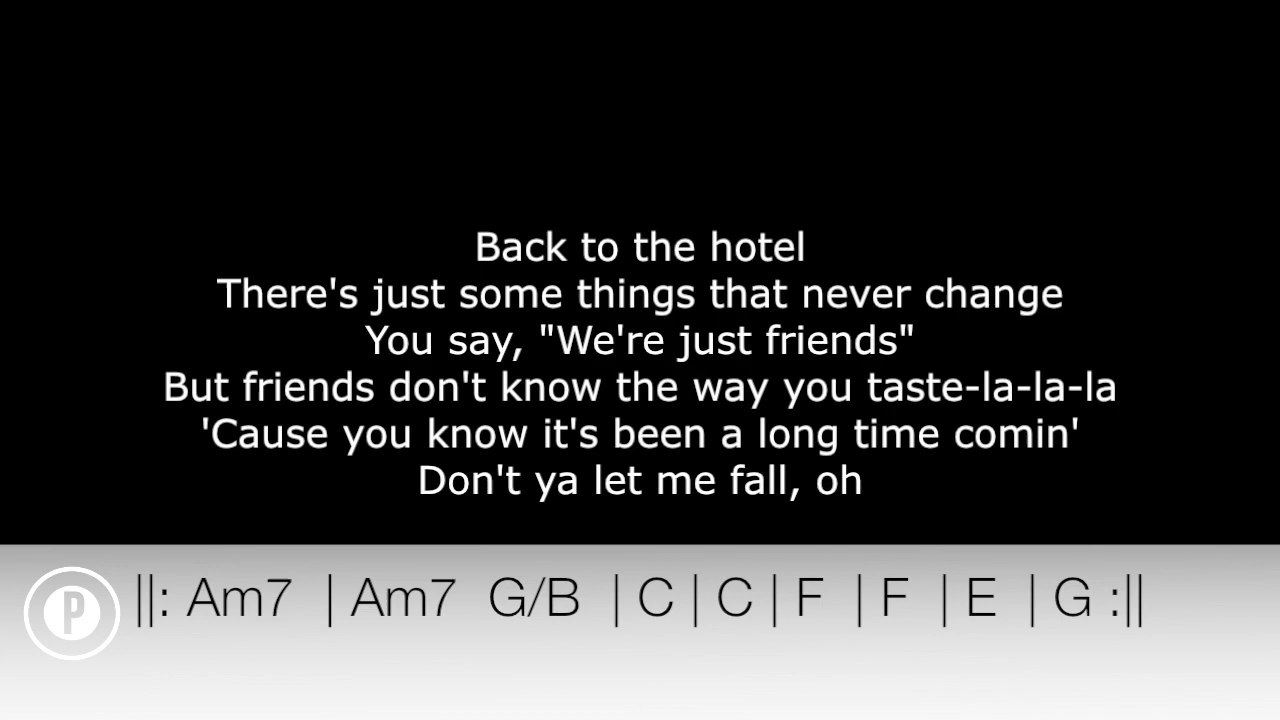 Back to the hotel
There's just some things that never change
You say, "We're just friends"
But friends don't know the way you taste-la-la-la
'Cause you know it's been a long time comin'
Don't ya let me fall, oh
P
||: Am7 | Am7 G/B | C | C | F | F | E | G :||